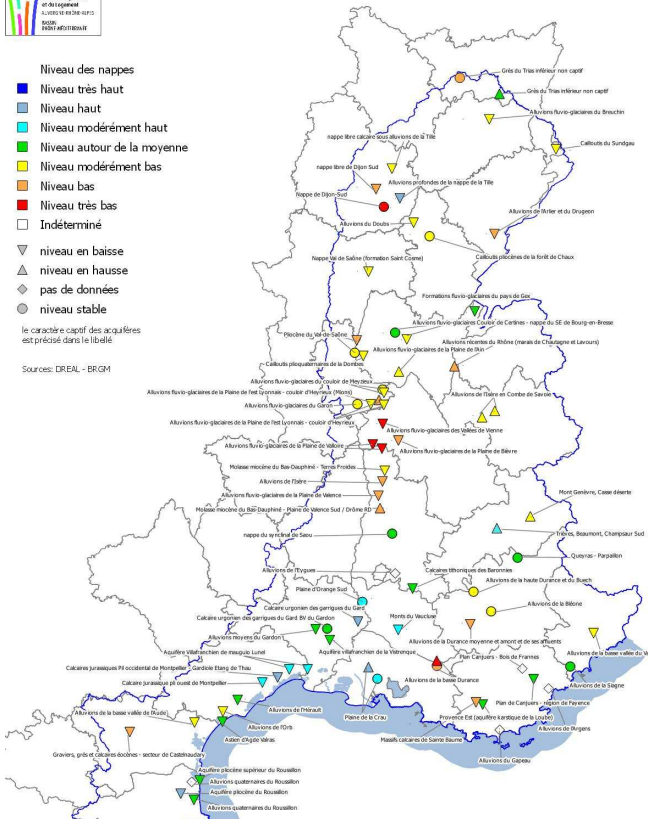 et du Logement
AUVERGNE-RHÔNE-ALPES
BASSIN
RHÔNE-MÉDITERRANÉE
Niveau des nappes
Niveau très haut
Niveau haut
Niveau modérément haut
Niveau autour de la moyenne
Niveau modérément bas
Niveau bas
Niveau très bas
Indéterminé
niveau en baisse
niveau en hausse
pas de données
niveau stable
le caractère captif des acquifères
est précisé dans le libellé
Sources: DREAL - BRGM
Grès du Trias inférieur non captif
Grès du Trias inférieur non captif
Alluvions fluvio-glaciaires du Breuchin
nappe libre calcaire sous alluvions de la Tille
Cailloutis du Sundgau
nappe libre de Dijon Sud
Alluvions profondes de la nappe de la Tille
Nappe de Dijon-Sud
Alluvions de l'Arlier et du Drugeon
Alluvions du Doubs
Cailloutis pliocènes de la forêt de Chaux
Nappe Val de Saône (formation Saint Cosme)
Formations fluvio-glaciaires du pays de Gex
Alluvions fluvio-glaciaires Couloir de Certines - nappe du SE de Bourg-en-Bresse
Pliocène du Val-de-Saône
Alluvions récentes du Rhône (marais de Chautagne et Lavours)
Alluvions fluvio-glaciaires de la Plaine de l'Ain
Cailloutis plioquaternaires de la Dombes
Alluvions fluvio-glaciaires du couloir de Meyzieux
Alluvions fluvio-glaciaires de la Plaine de l'est Lyonnais - couloir d'Heyrieux (Mions)
Alluvions de l'Isère en Combe de Savoie
Alluvions fluvio-glaciaires du Garon
Alluvions fluvio-glaciaires de la Plaine de l'est Lyonnais - couloir d'Heyrieux
Alluvions fluvio-glaciaires des Vallées de Vienne
Alluvions fluvio-glaciaires de la Plaine de Valloire
Alluvions fluvio-glaciaires de la Plaine de Bièvre
Molasse miocène du Bas-Dauphiné - Terres Froides
Alluvions de l'Isère
Mont Genèvre, Casse déserte
Alluvions fluvio-glaciaires de la Plaine de Valence
Molasse miocène du Bas-Dauphiné - Plaine de Valence Sud / Drôme RD
Trièves, Beaumont, Champsaur Sud
nappe du synclinal de Saou
Queyras - Parpaillon
Alluvions de l'Eygues
Calcaires tithoniques des Baronnies
Alluvions de la haute Durance et du Buech
Plaine d'Orange Sud
Calcaire urgonien des garrigues du Gard
Alluvions de la Bléone
Calcaire urgonien des garrigues du Gard BV du Gardon
Monts du Vaucluse
Alluvions moyens du Gardon
Alluvions de la Durance moyenne et amont et de ses affluents
Aquifère Villafranchien de mauguio Lunel
Aquifère villafranchien de la Vistrenque
Plan Canjuers - Bois de Frannes
Alluvions de la basse vallée du Va
Calcaires jurassiques Pli occidental de Montpellier - Gardiole Etang de Thau
Alluvions de la basse Durance
Alluvions de la Siagne
Calcaire jurassique pli ouest de Montpellier
Plan de Canjuers - région de Fayence
Alluvions de la basse vallée de l'Aude
Alluvions de l'Hérault
Plaine de la Crau
Provence Est (aquifère karstique de la Loube)
Alluvions de l'Argens
Alluvions de l'Orb
Astien d'Agde Valras
Massifs calcaires de Sainte Baume
Graviers, grès et calcaires éocènes - secteur de Castelnaudary
Alluvions du Gapeau
Aquifère pliocène supérieur du Roussillon
Alluvions quaternaires du Roussillon
Aquifère pliocène du Roussillon
Alluvions quaternaires du Roussillon